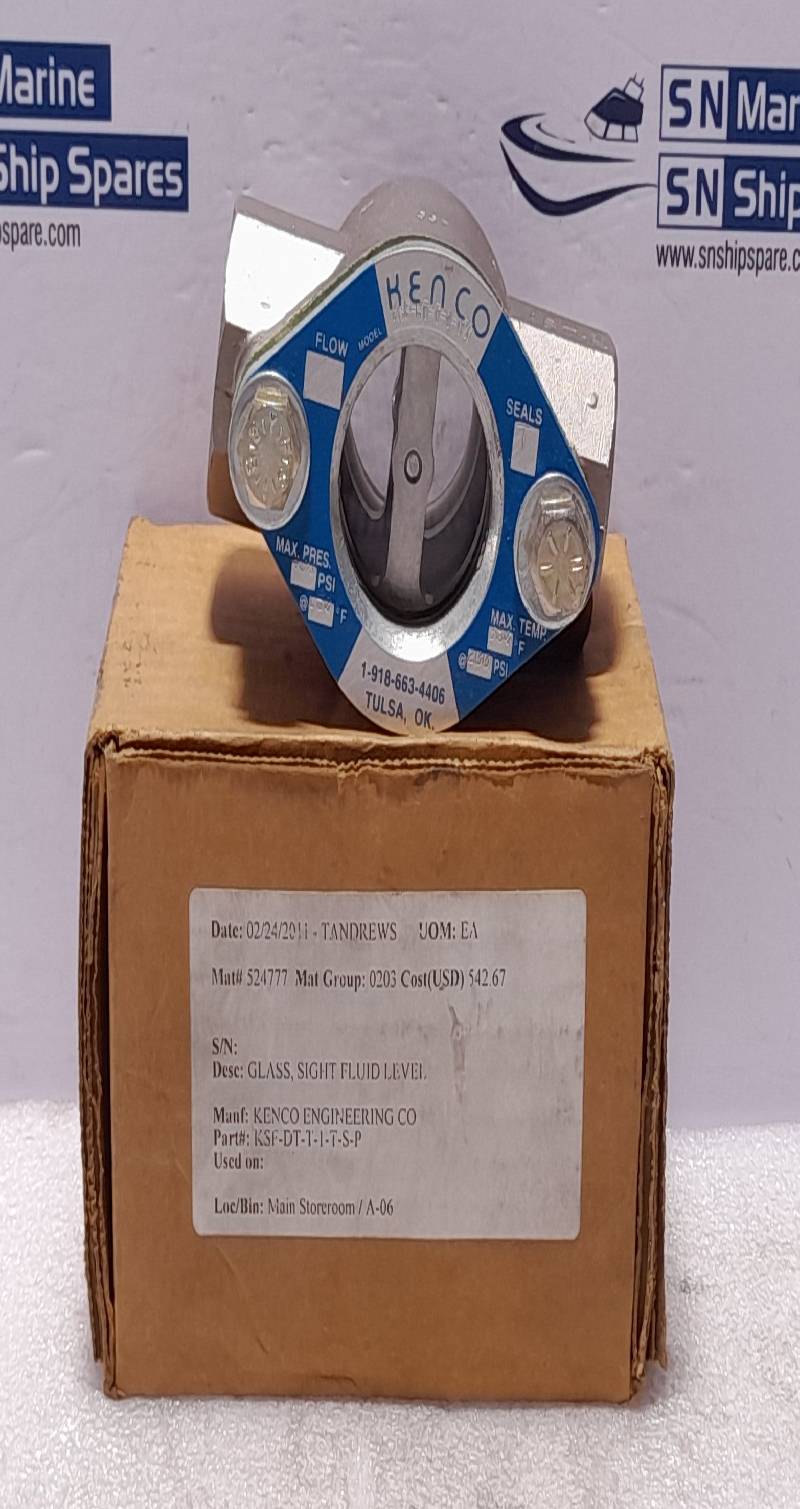 Marine
Ship Spares
SN Mar
SN Ship
www.snshipspare.c
KENCO
MODEL
FLOW
SEALS
MAX. PRES.
PSI
@ °F
MAX. TEMP.
°F
@ PSI
1-918-663-4406
TULSA, OK.
Date: 02/24/2011 - TANDREWS UOM: EA
Mat# 524777 Mat Group: 0203 Cost(USD) 542.67
S/N:
Desc: GLASS, SIGHT FLUID LEVEL
Manf: KENCO ENGINEERING CO
Part#: KSF-DT-T-1-T-S-P
Used on:
Loc/Bin: Main Storeroom / A-06